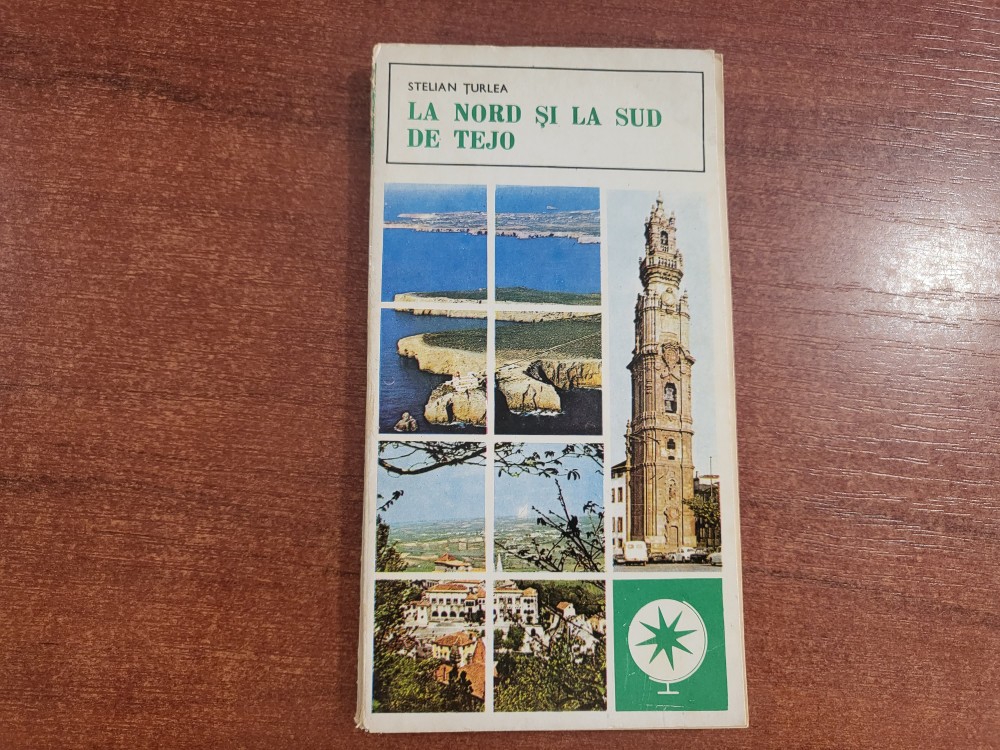 STELIAN ȚURLEA
LA NORD ȘI LA SUD
DE TEJO